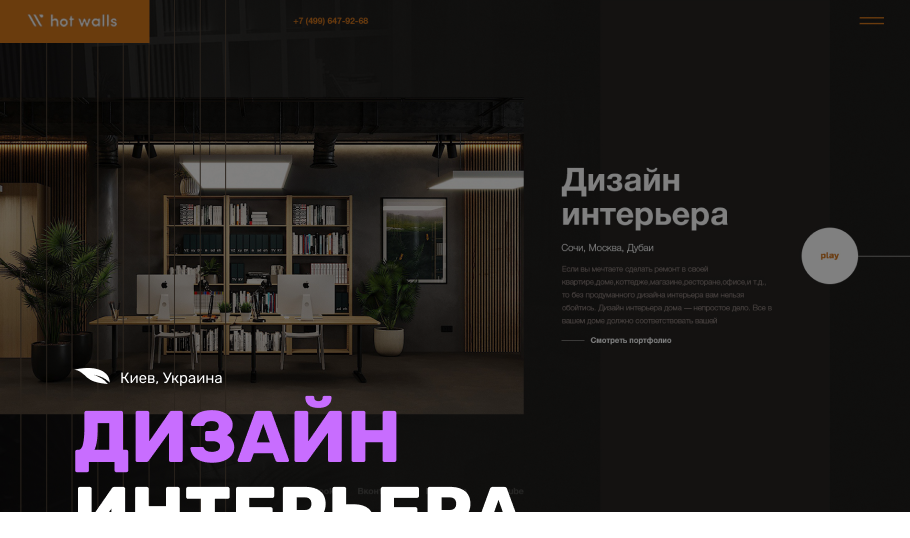 hot walls
+7 (499) 647-92-68
Дизайн
интерьера
Сочи, Москва, Дубаи
Если вы мечтаете сделать ремонт в своей
квартире,доме,коттедже,магазине,ресторане,офисе.и т.д.,
то без продуманного дизайна интерьера вам нельзя
обойтись. Дизайн интерьера дома — непростое дело. Все в
вашем доме должно соответствовать вашей
Смотреть портфолио
play
Киев, Украина
ДИЗАЙН
ИНТЕРЬЕРА